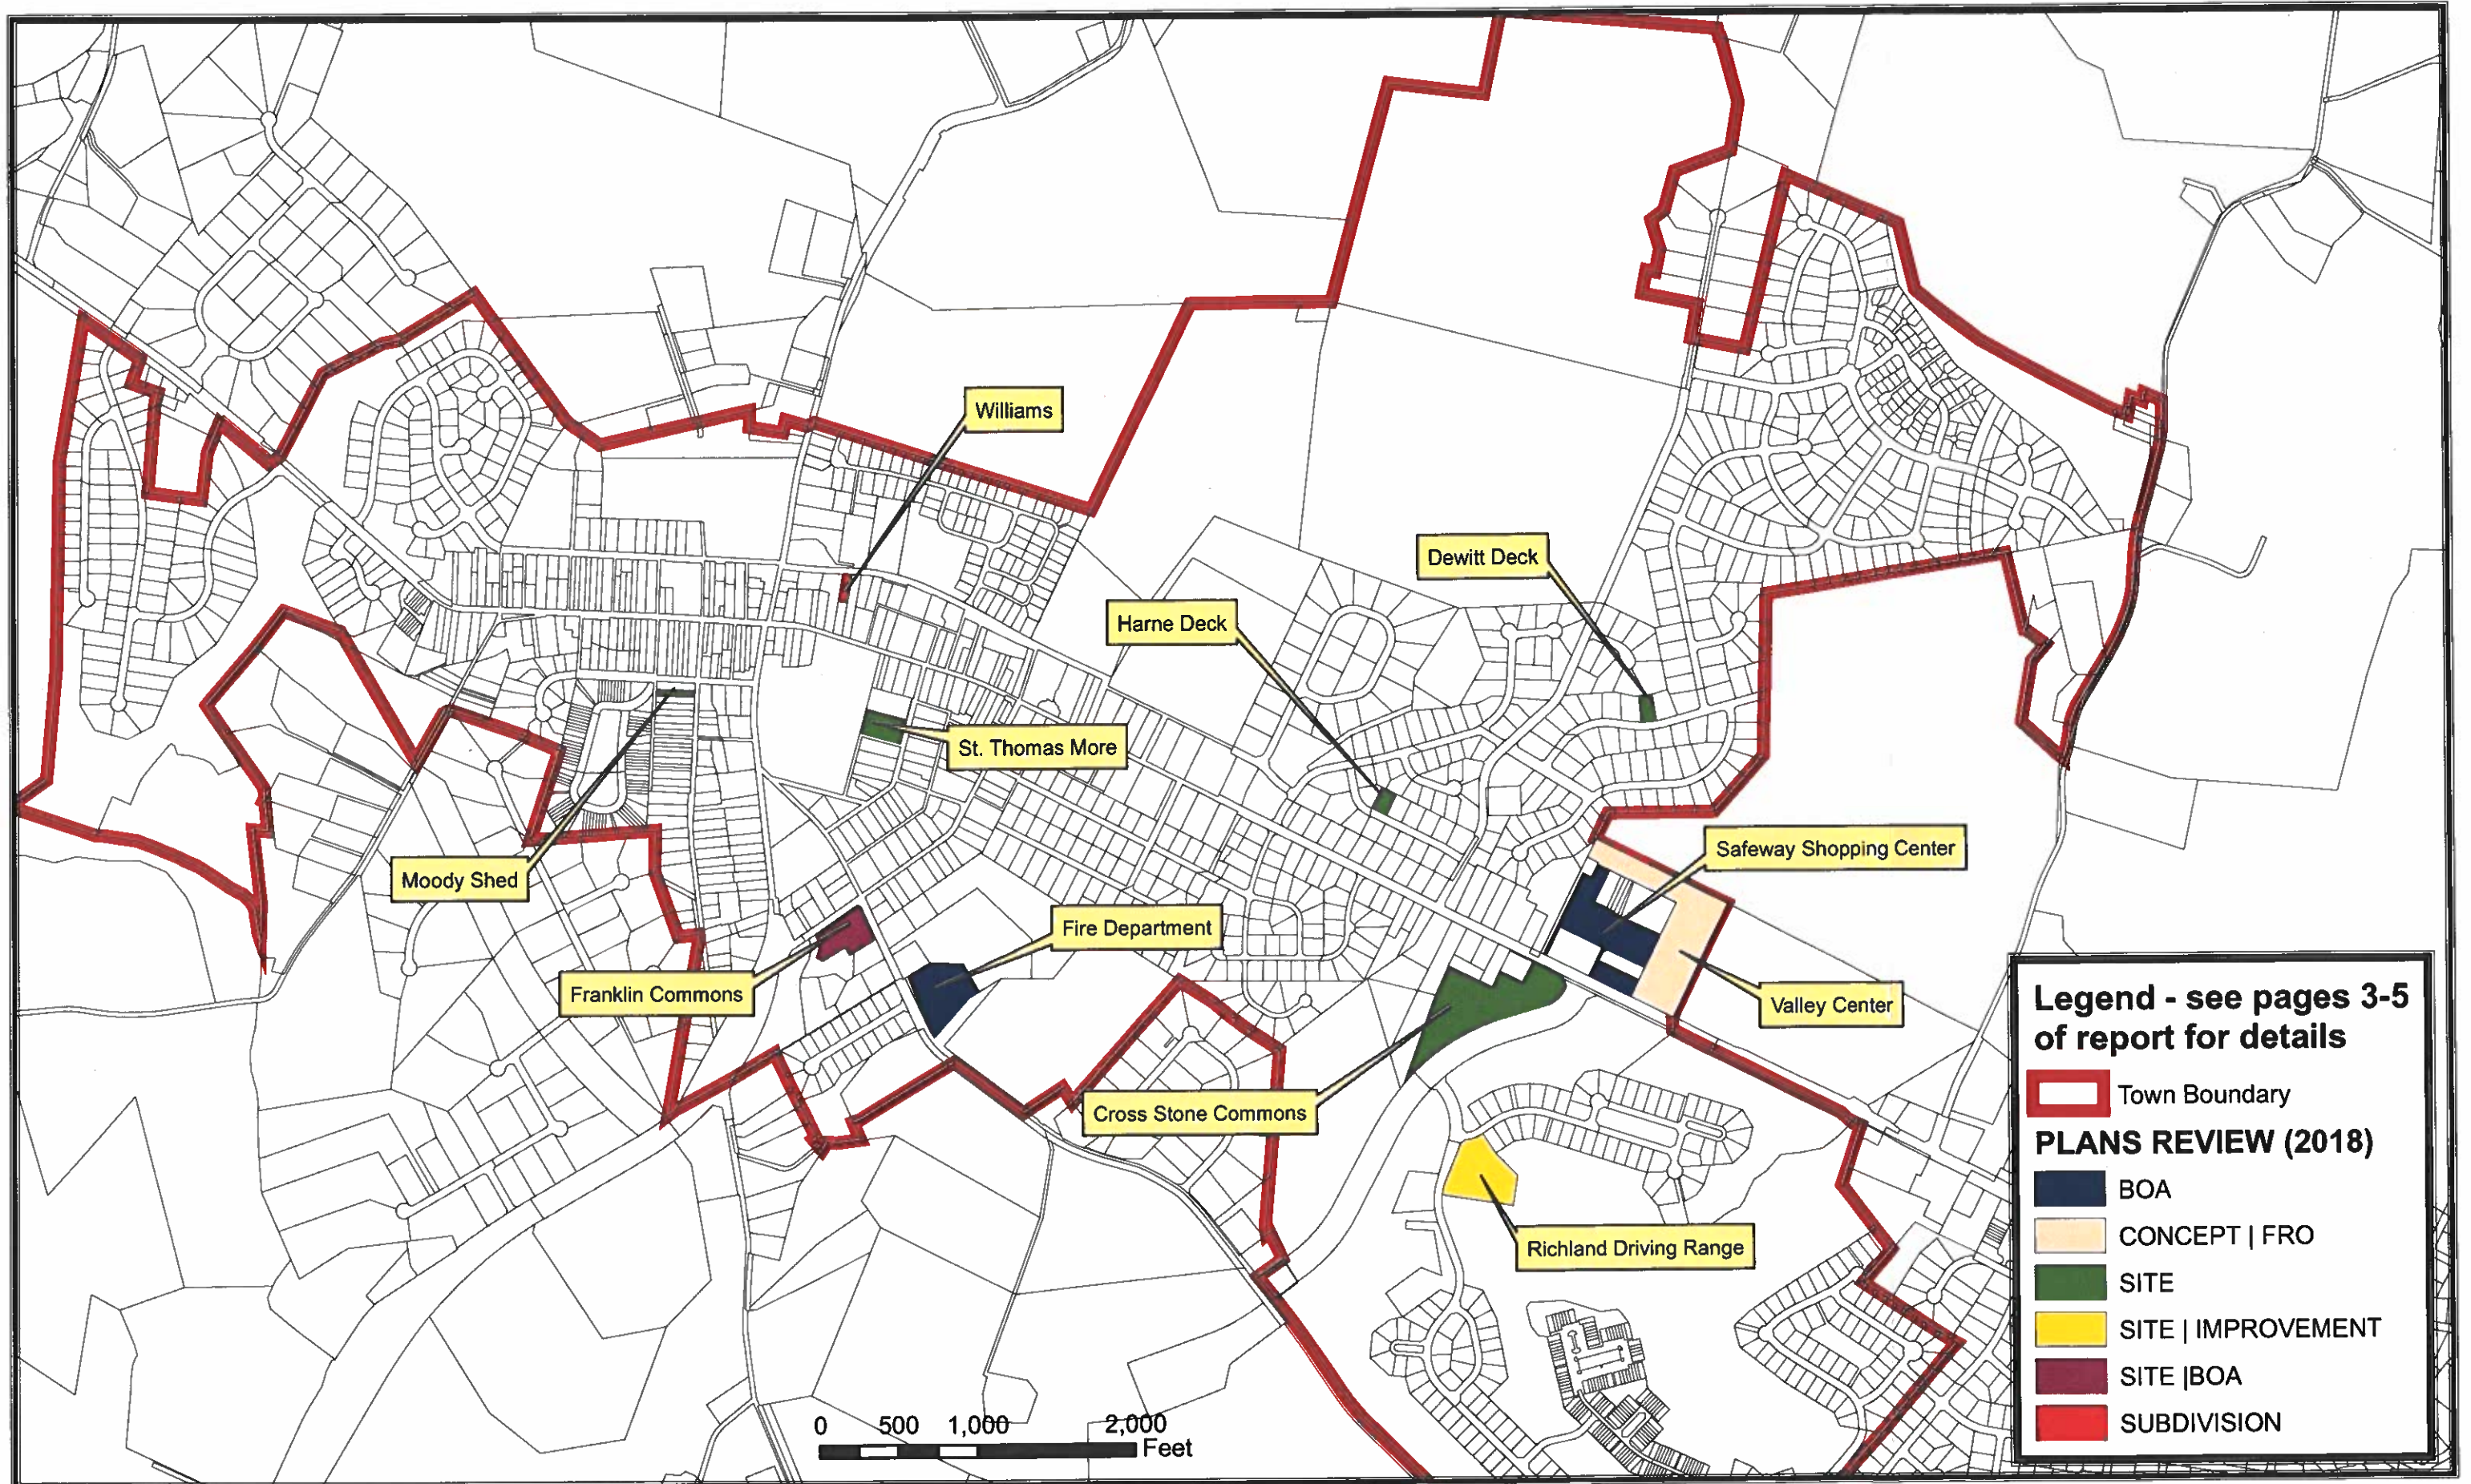 Williams
Dewitt Deck
Harne Deck
St. Thomas More
Safeway Shopping Center
Moody Shed
Fire Department
Franklin Commons
Valley Center
Cross Stone Commons
Richland Driving Range
Legend - see pages 3-5
of report for details
Town Boundary
PLANS REVIEW (2018)
BOA
CONCEPT | FRO
SITE
SITE | IMPROVEMENT
SITE |BOA
SUBDIVISION
0 500 1,000 2,000
Feet